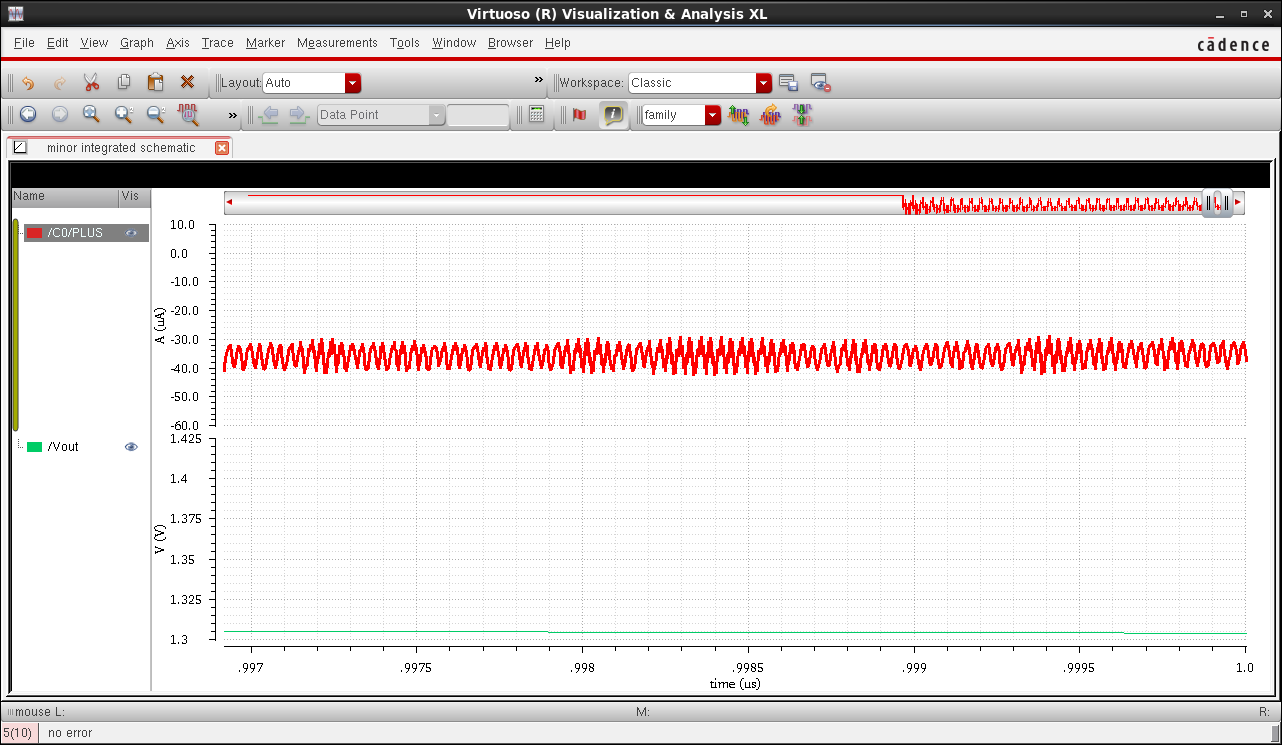 Virtuoso (R) Visualization & Analysis XL
File Edit View Graph Axis Trace Marker Measurements Tools Window Browser Help
cādence
Layout: Auto » Workspace: Classic
» Data Point family
minor integrated schematic
Name Vis
/C0/PLUS
10.0
0.0
-10.0
-20.0
-30.0
-40.0
-50.0
-60.0
A (uA)
/Vout
1.425
1.4
1.375
1.35
1.325
1.3
V (V)
.997 .9975 .998 .9985 .999 .9995 1.0
time (us)
mouse L: M: R:
5(10) no error